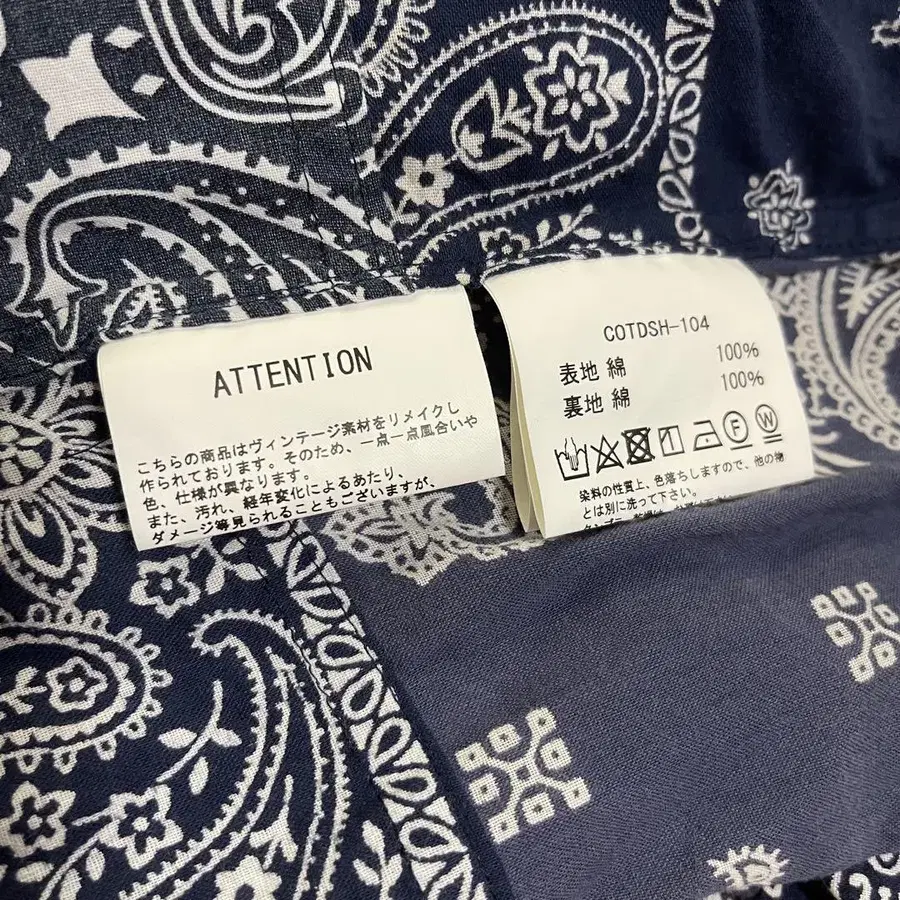 ATTENTION
こちらの商品はヴィンテージ素材をリメイクし
作られております。そのため、一点一点風合いや
色、仕様が異なります。
また、汚れ、経年変化によるあたり、
ダメージ等見られることもございますが、
COTDSH-104
表地 綿 100%
裏地 綿 100%
F W
染料の性質上、色落ちしますので、他の物
とは別に洗って下さい。